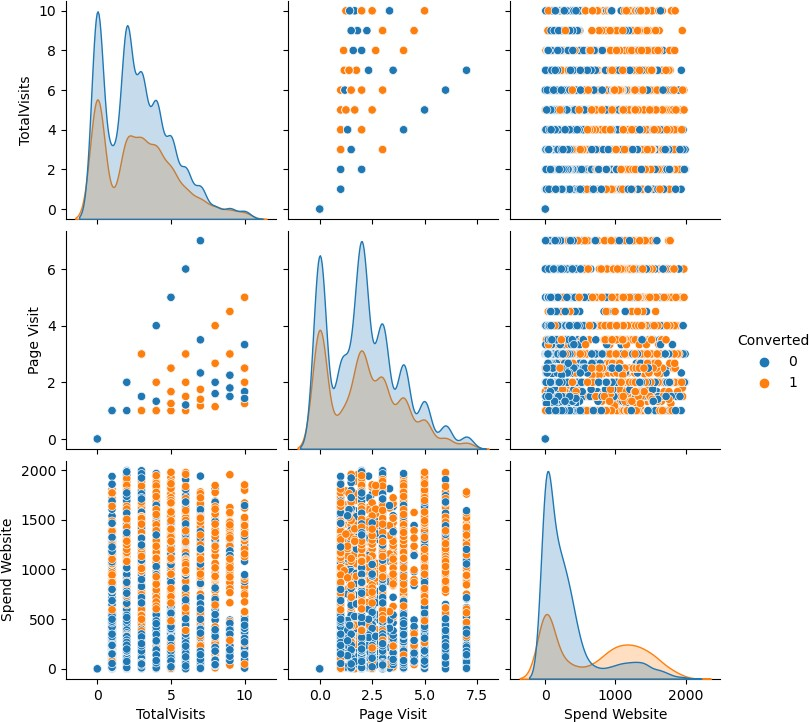 TotalVisits
10
8
6
4
2
0
Page Visit
6
4
2
0
Converted
0
1
Spend Website
2000
1500
1000
500
0
0 5 10
TotalVisits
0.0 2.5 5.0 7.5
Page Visit
0 1000 2000
Spend Website